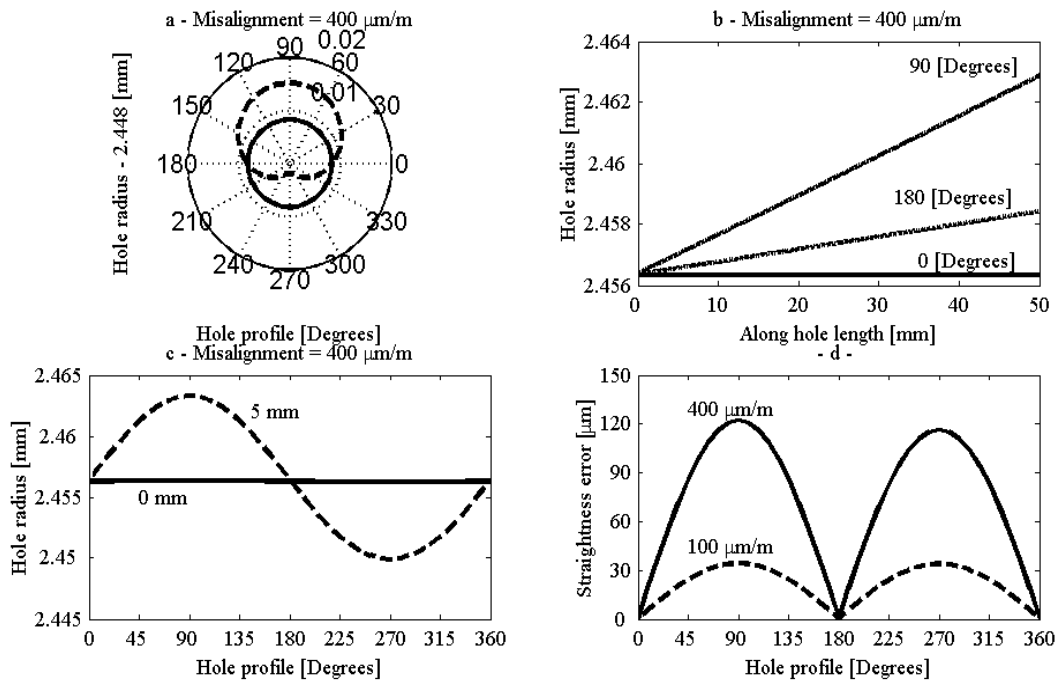 a - Misalignment = 400 μm/m
Hole radius - 2.448 [mm]
0.02
90
120
60
0.01
150
30
180
0
210
330
240
300
270
Hole profile [Degrees]
b - Misalignment = 400 μm/m
Hole radius [mm]
2.464
2.462
2.46
2.458
2.456
90 [Degrees]
180 [Degrees]
0 [Degrees]
0 10 20 30 40 50
Along hole length [mm]
c - Misalignment = 400 μm/m
Hole radius [mm]
2.465
2.46
2.455
2.45
2.445
5 mm
0 mm
0 45 90 135 180 225 270 315 360
Hole profile [Degrees]
- d -
Straightness error [μm]
150
120
90
60
30
0
400 μm/m
100 μm/m
0 45 90 135 180 225 270 315 360
Hole profile [Degrees]